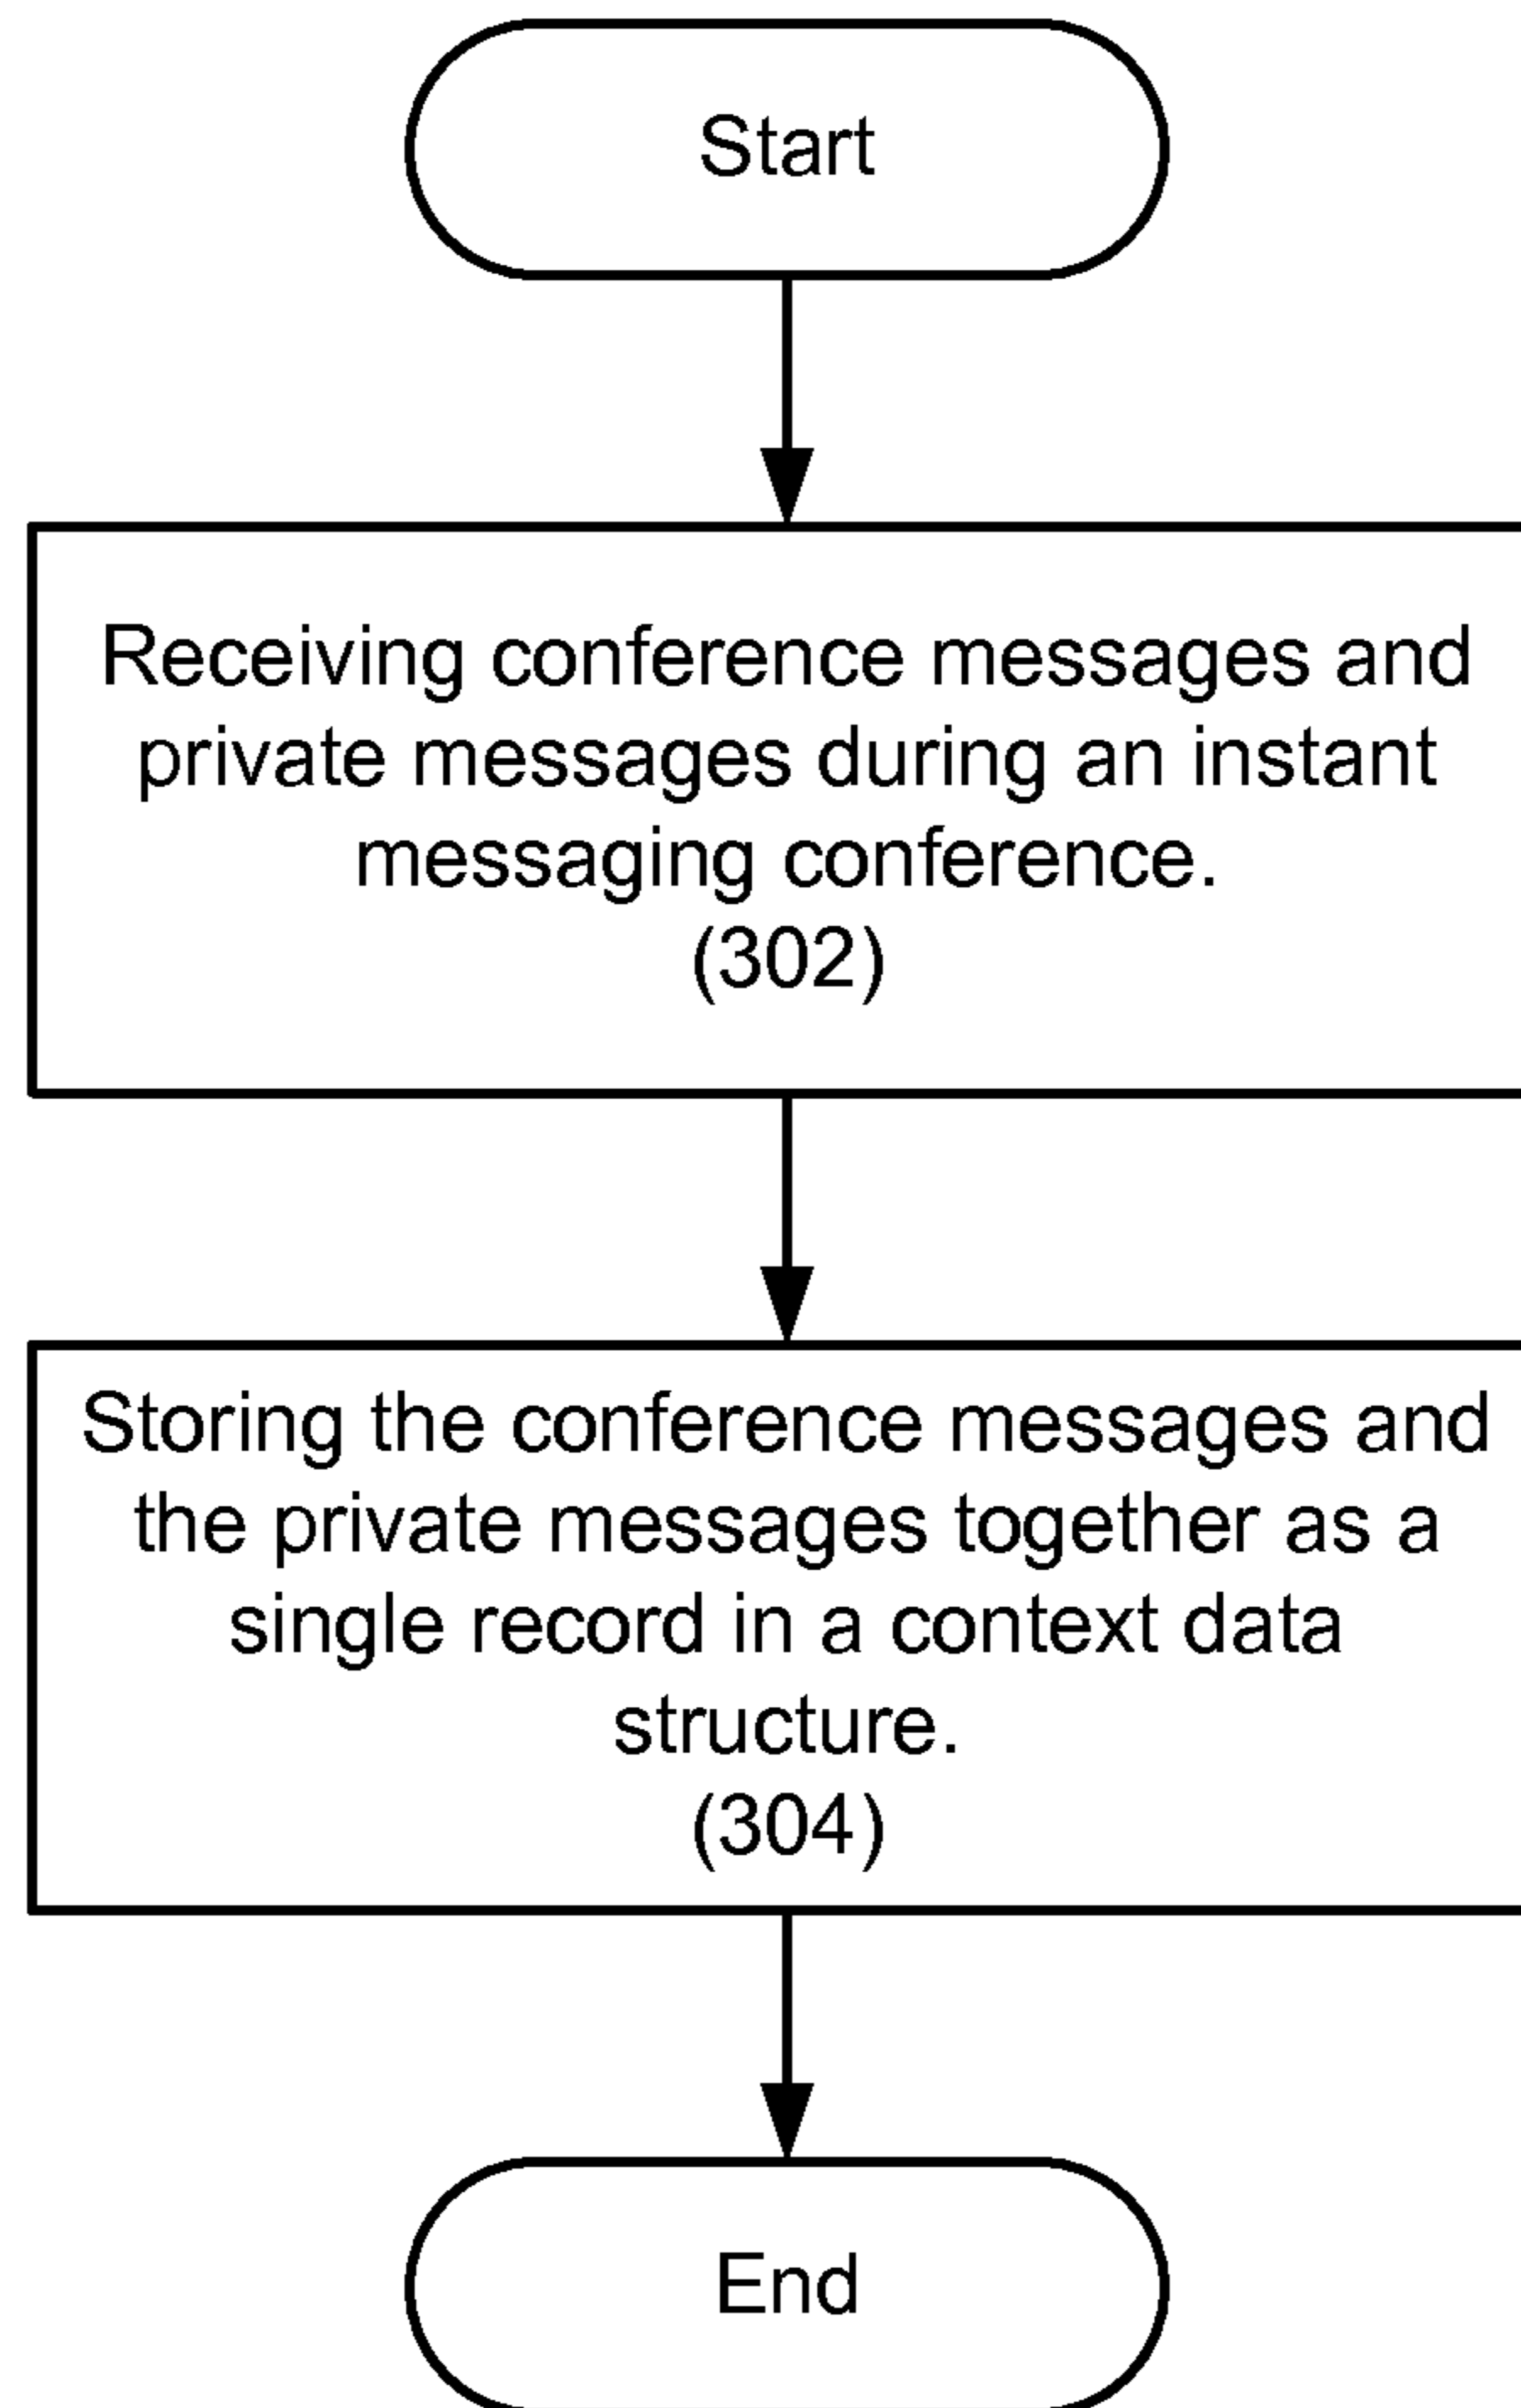 Start
Receiving conference messages and
private messages during an instant
messaging conference.
(302)
Storing the conference messages and
the private messages together as a
single record in a context data
structure.
(304)
End